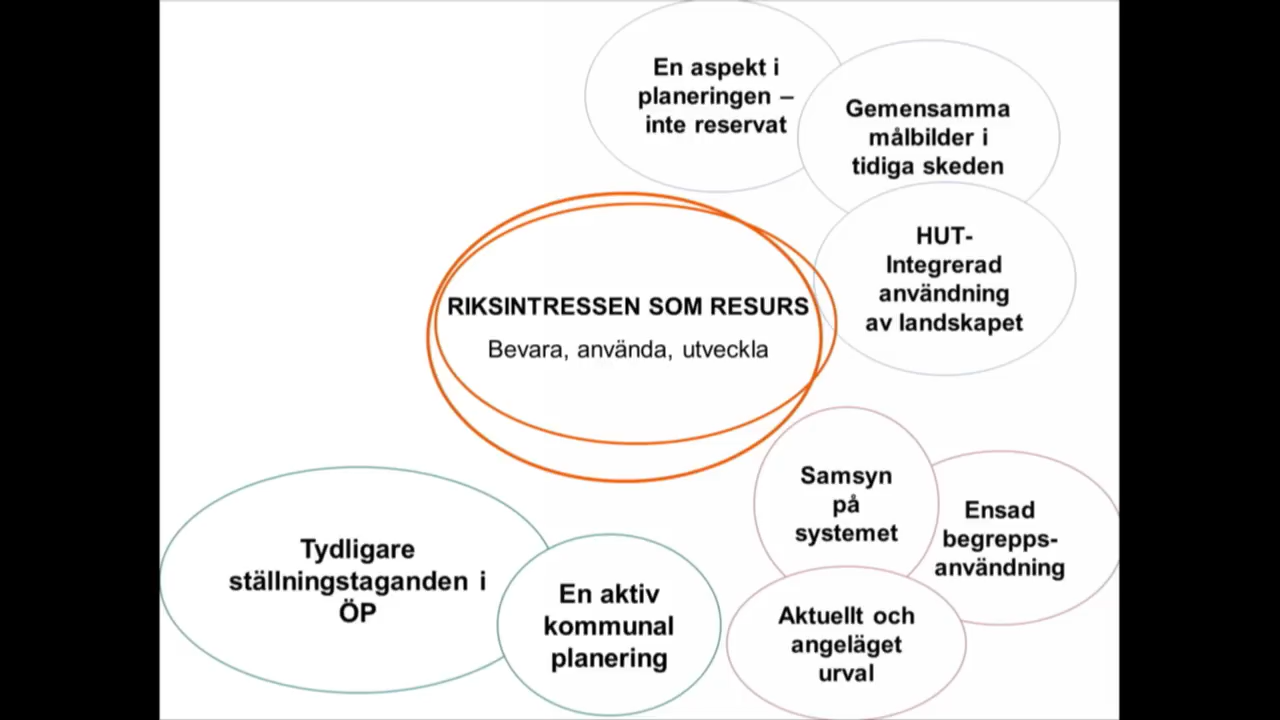 En aspekt i
planeringen –
inte reservat
Gemensamma
målbilder i
tidiga skeden
HUT-
Integrerad
användning
av landskapet
RIKSINTRESSEN SOM RESURS
Bevara, använda, utveckla
Samsyn
på
systemet
Ensad
begrepps-
användning
Aktuellt och
angeläget
urval
Tydligare
ställningstaganden i
ÖP
En aktiv
kommunal
planering